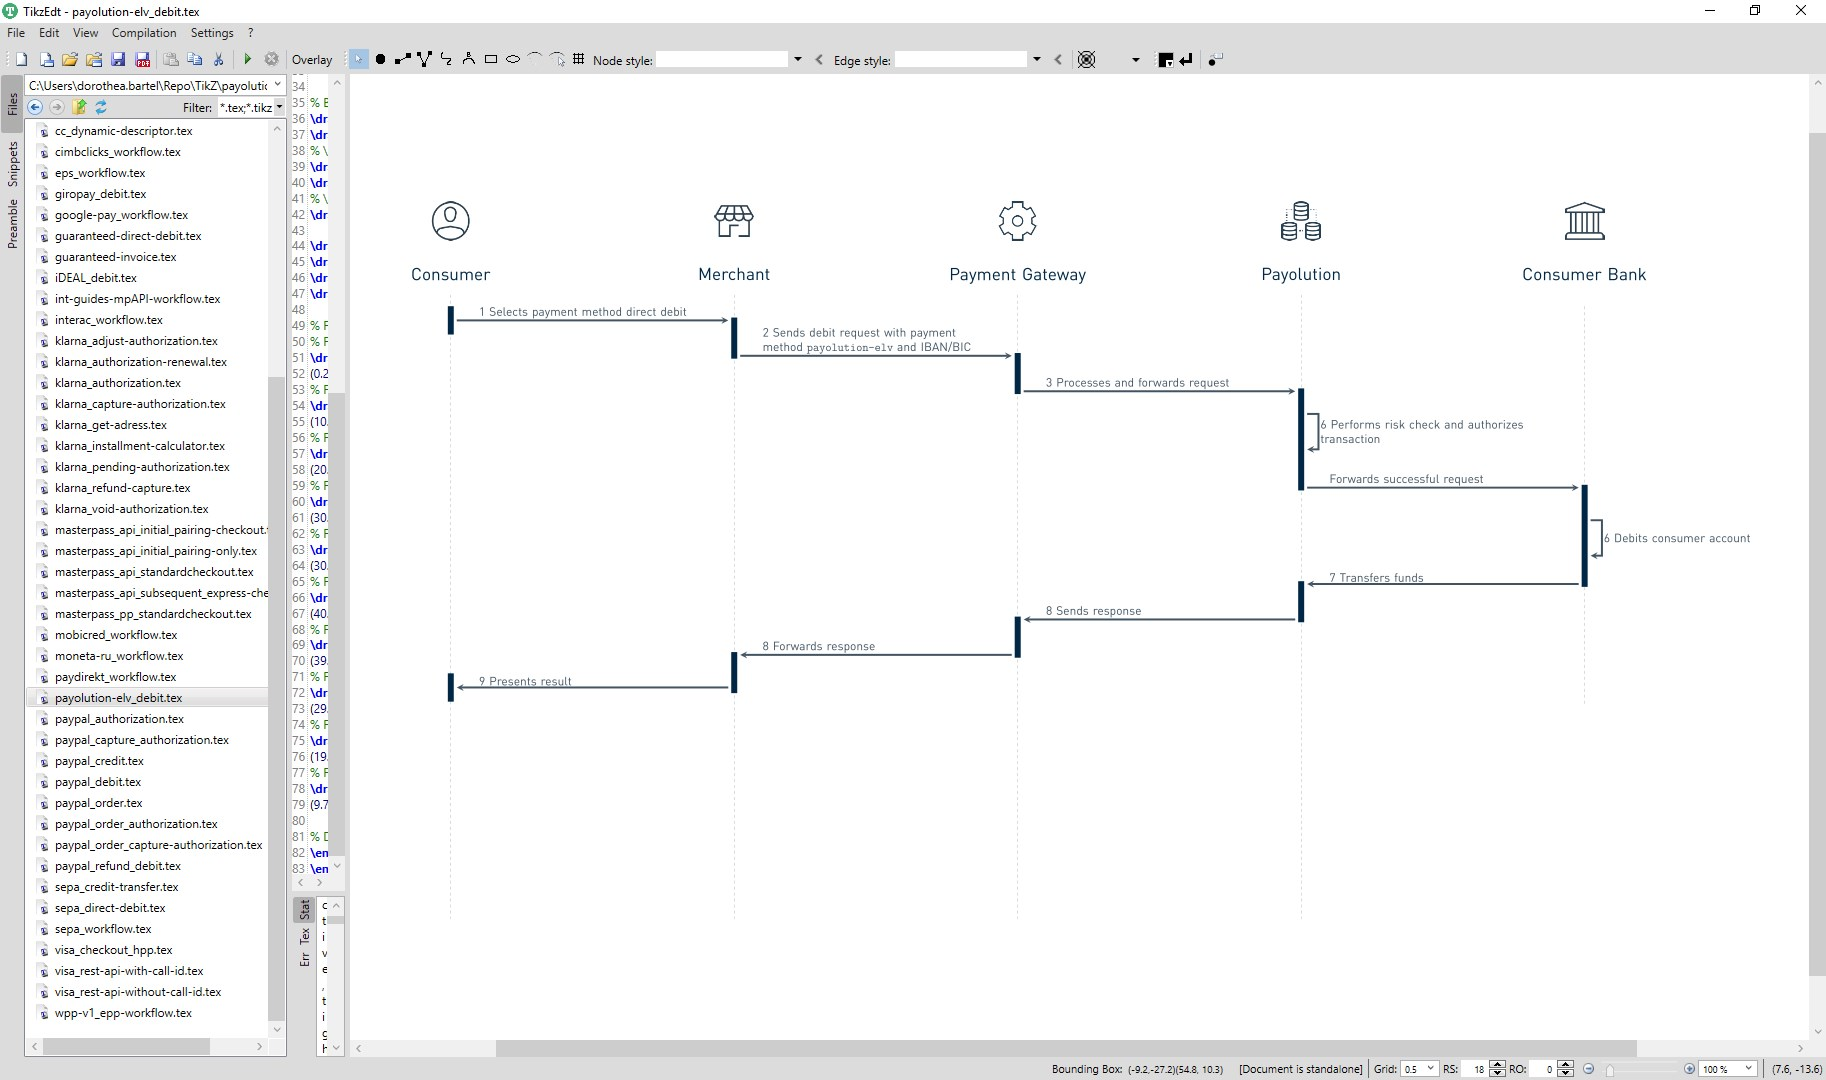 TikzEdt - payolution-elv_debit.tex
File Edit View Compilation Settings ?
Overlay Node style: Edge style:
C:\Users\dorothea.bartel\Repo\TikZ\payolutic
Filter: *.tex;*.tikz
Files
Snippets
Preamble
cc_dynamic-descriptor.tex
cimbclicks_workflow.tex
eps_workflow.tex
giropay_debit.tex
google-pay_workflow.tex
guaranteed-direct-debit.tex
guaranteed-invoice.tex
iDEAL_debit.tex
int-guides-mpAPI-workflow.tex
interac_workflow.tex
klarna_adjust-authorization.tex
klarna_authorization-renewal.tex
klarna_authorization.tex
klarna_capture-authorization.tex
klarna_get-adress.tex
klarna_installment-calculator.tex
klarna_pending-authorization.tex
klarna_refund-capture.tex
klarna_void-authorization.tex
masterpass_api_initial_pairing-checkout.t
masterpass_api_initial_pairing-only.tex
masterpass_api_standardcheckout.tex
masterpass_api_subsequent_express-che
masterpass_pp_standardcheckout.tex
mobicred_workflow.tex
moneta-ru_workflow.tex
paydirekt_workflow.tex
payolution-elv_debit.tex
paypal_authorization.tex
paypal_capture_authorization.tex
paypal_credit.tex
paypal_debit.tex
paypal_order.tex
paypal_order_authorization.tex
paypal_order_capture-authorization.tex
paypal_refund_debit.tex
sepa_credit-transfer.tex
sepa_direct-debit.tex
sepa_workflow.tex
visa_checkout_hpp.tex
visa_rest-api-with-call-id.tex
visa_rest-api-without-call-id.tex
wpp-v1_epp-workflow.tex
34
35 % E
36 \dr
37 \dr
38 % \
39 \dr
40 \dr
41 % \
42 \dr
43
44 \dr
45 \dr
46 \dr
47 \dr
48
49 % F
50 % F
51 \dr
52 (0.2
53 % F
54 \dr
55 (10.
56 % F
57 \dr
58 (20.
59 % F
60 \dr
61 (30.
62 % F
63 \dr
64 (30.
65 % F
66 \dr
67 (40.
68 % F
69 \dr
70 (39.
71 % F
72 \dr
73 (29.
74 % F
75 \dr
76 (19.
77 % F
78 \dr
79 (9.7
80
81 % D
82 \en
83 \en
Stat
Tex
Err
c
t
i
v
e
,
t
i
g
h
Consumer
Merchant
Payment Gateway
Payolution
Consumer Bank
1 Selects payment method direct debit
2 Sends debit request with payment
method payolution-elv and IBAN/BIC
3 Processes and forwards request
6 Performs risk check and authorizes
transaction
Forwards successful request
6 Debits consumer account
7 Transfers funds
8 Sends response
8 Forwards response
9 Presents result
Bounding Box: (-9.2,-27.2)(54.8, 10.3) [Document is standalone] Grid: 0.5 RS: 18 RO: 0 100 % (7.6, -13.6)